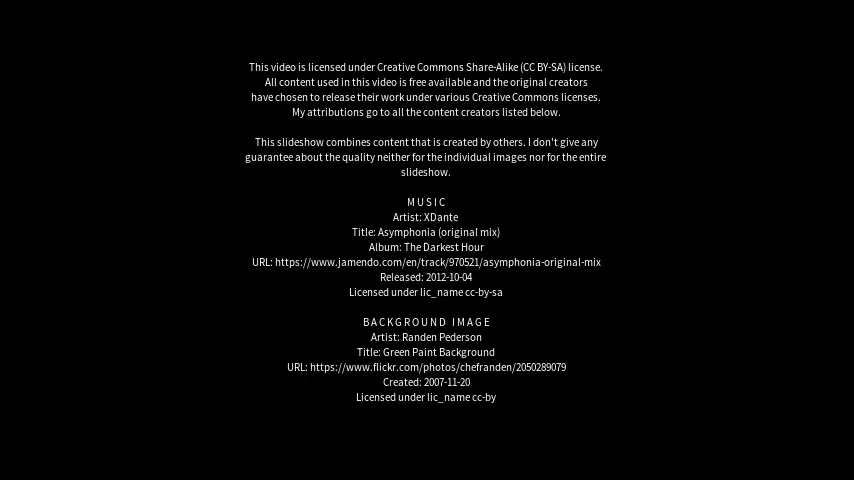 This video is licensed under Creative Commons Share-Alike (CC BY-SA) license.
All content used in this video is free available and the original creators
have chosen to release their work under various Creative Commons licenses.
My attributions go to all the content creators listed below.
This slideshow combines content that is created by others. I don't give any
guarantee about the quality neither for the individual images nor for the entire
slideshow.
MUSIC
Artist: XDante
Title: Asymphonia (original mix)
Album: The Darkest Hour
URL: https://www.jamendo.com/en/track/970521/asymphonia-original-mix
Released: 2012-10-04
Licensed under lic_name cc-by-sa
BACKGROUND IMAGE
Artist: Randen Pederson
Title: Green Paint Background
URL: https://www.flickr.com/photos/chefranden/2050289079
Created: 2007-11-20
Licensed under lic_name cc-by